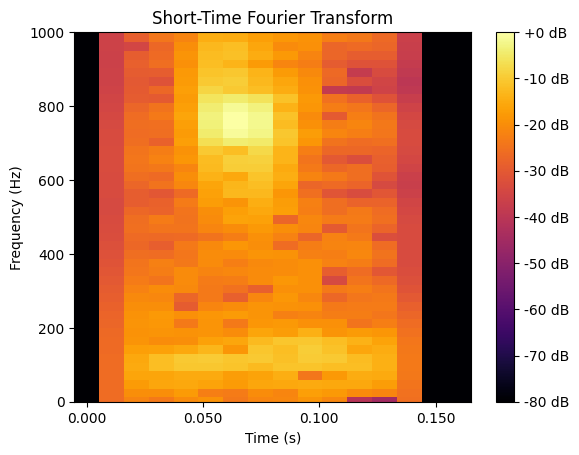 Short-Time Fourier Transform
Frequency (Hz)
1000
800
600
400
200
0
0.000
0.050
0.100
0.150
Time (s)
+0 dB
-10 dB
-20 dB
-30 dB
-40 dB
-50 dB
-60 dB
-70 dB
-80 dB